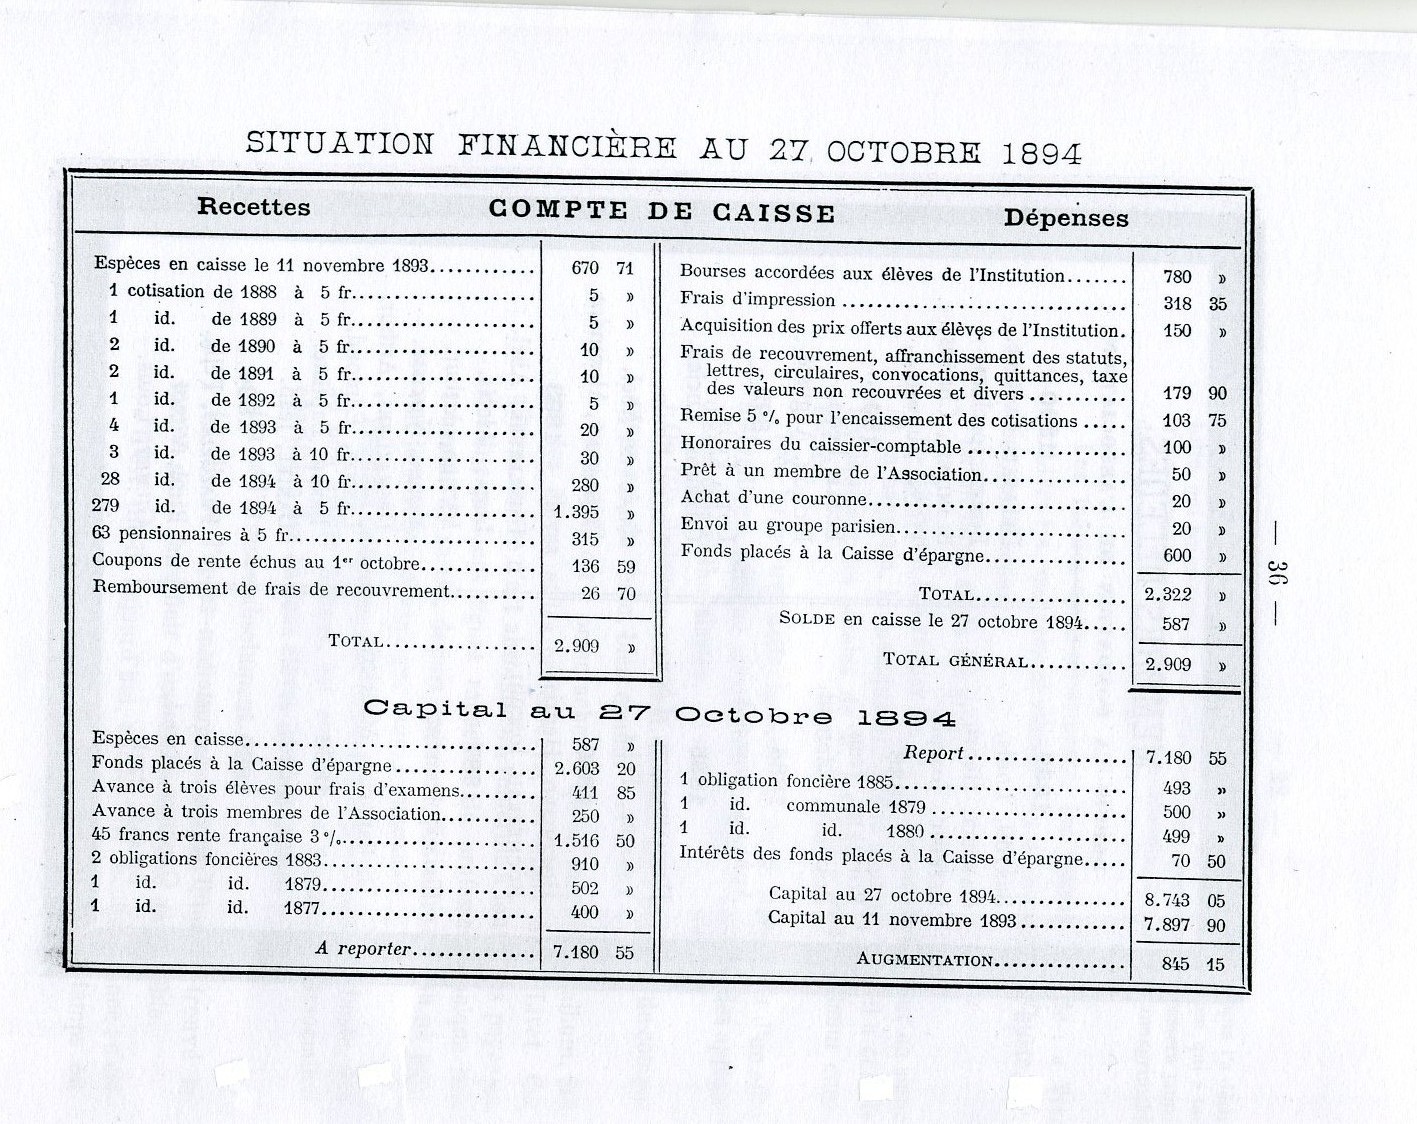 SITUATION FINANCIÈRE AU 27 OCTOBRE 1894
Recettes COMPTE DE CAISSE Dépenses
Espèces en caisse le 11 novembre 1893............ 670 71
1 cotisation de 1888 à 5 fr..................... 5 »
1 id. de 1889 à 5 fr..................... 5 »
2 id. de 1890 à 5 fr..................... 10 »
2 id. de 1891 à 5 fr..................... 10 »
1 id. de 1892 à 5 fr..................... 5 »
4 id. de 1893 à 5 fr..................... 20 »
3 id. de 1893 à 10 fr..................... 30 »
28 id. de 1894 à 10 fr..................... 280 »
279 id. de 1894 à 5 fr..................... 1.395 »
63 pensionnaires à 5 fr............................ 315 »
Coupons de rente échus au 1er octobre............. 136 59
Remboursement de frais de recouvrement.......... 26 70
TOTAL................. 2.909 »
Bourses accordées aux élèves de l'Institution....... 780 »
Frais d'impression ................................ 318 35
Acquisition des prix offerts aux élèves de l'Institution. 150 »
Frais de recouvrement, affranchissement des statuts,
lettres, circulaires, convocations, quittances, taxe
des valeurs non recouvrées et divers ........... 179 90
Remise 5 % pour l'encaissement des cotisations ..... 103 75
Honoraires du caissier-comptable .................. 100 »
Prêt à un membre de l'Association................ 50 »
Achat d'une couronne............................. 20 »
Envoi au groupe parisien.......................... 20 »
Fonds placés à la Caisse d'épargne................ 600 »
TOTAL................. 2.322 »
SOLDE en caisse le 27 octobre 1894..... 587 »
TOTAL GÉNÉRAL........... 2.909 »
Capital au 27 Octobre 1894
Espèces en caisse................................. 587 »
Fonds placés à la Caisse d'épargne................ 2.603 20
Avance à trois élèves pour frais d'examens......... 411 85
Avance à trois membres de l'Association........... 250 »
45 francs rente française 3 %...................... 1.516 50
2 obligations foncières 1883....................... 910 »
1 id. id. 1879....................... 502 »
1 id. id. 1877....................... 400 »
A reporter.............. 7.180 55
Report.................. 7.180 55
1 obligation foncière 1885......................... 493 »
1 id. communale 1879 ..................... 500 »
1 id. id. 1880 ..................... 499 »
Intérêts des fonds placés à la Caisse d'épargne..... 70 50
Capital au 27 octobre 1894.............. 8.743 05
Capital au 11 novembre 1893............ 7.897 90
AUGMENTATION............... 845 15
— 36 —